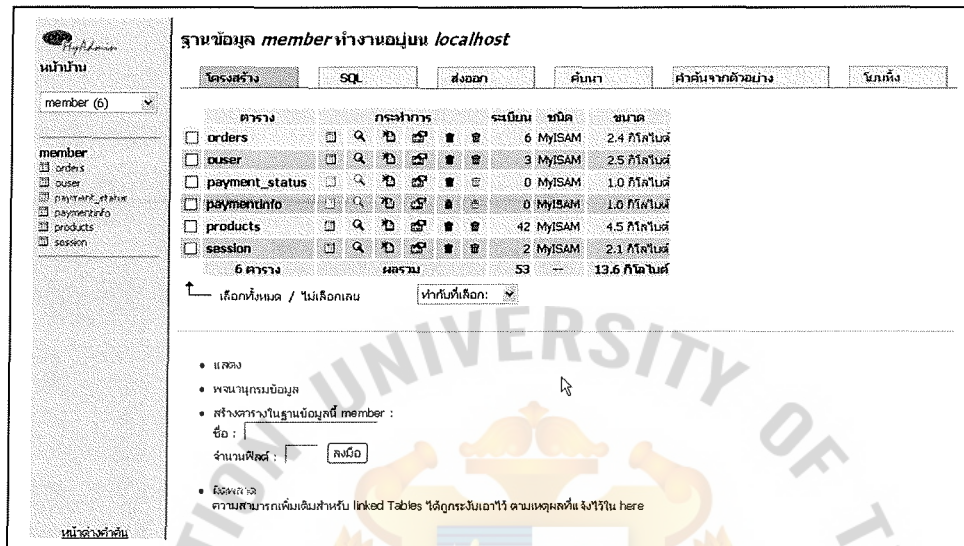 MyAdmin
หน้าบ้าน
member (6)
member
orders
ouser
payment_status
paymentinfo
products
session
หน้าต่างคำค้น
ฐานข้อมูล member ทำงานอยู่บน localhost
โครงสร้าง SQL ส่งออก ค้นหา คำค้นจากตัวอย่าง โยนทิ้ง
ตาราง กระทำการ ระเบียน ชนิด ขนาด
orders 6 MyISAM 2.4 กิโลไบต์
ouser 3 MyISAM 2.5 กิโลไบต์
payment_status 0 MyISAM 1.0 กิโลไบต์
paymentinfo 0 MyISAM 1.0 กิโลไบต์
products 42 MyISAM 4.5 กิโลไบต์
session 2 MyISAM 2.1 กิโลไบต์
6 ตาราง ผลรวม 53 -- 13.6 กิโลไบต์
เลือกทั้งหมด / ไม่เลือกเลย ทำกับที่เลือก:
แสดง
พจนานุกรมข้อมูล
สร้างตารางในฐานข้อมูลนี้ member :
ชื่อ :
จำนวนฟิลด์ : ลงมือ
ผิดพลาด
ความสามารถเพิ่มเติมสำหรับ linked Tables ได้ถูกระงับเอาไว้ ตามเหตุผลที่แจ้งไว้ใน here
UNIVERSITY OF